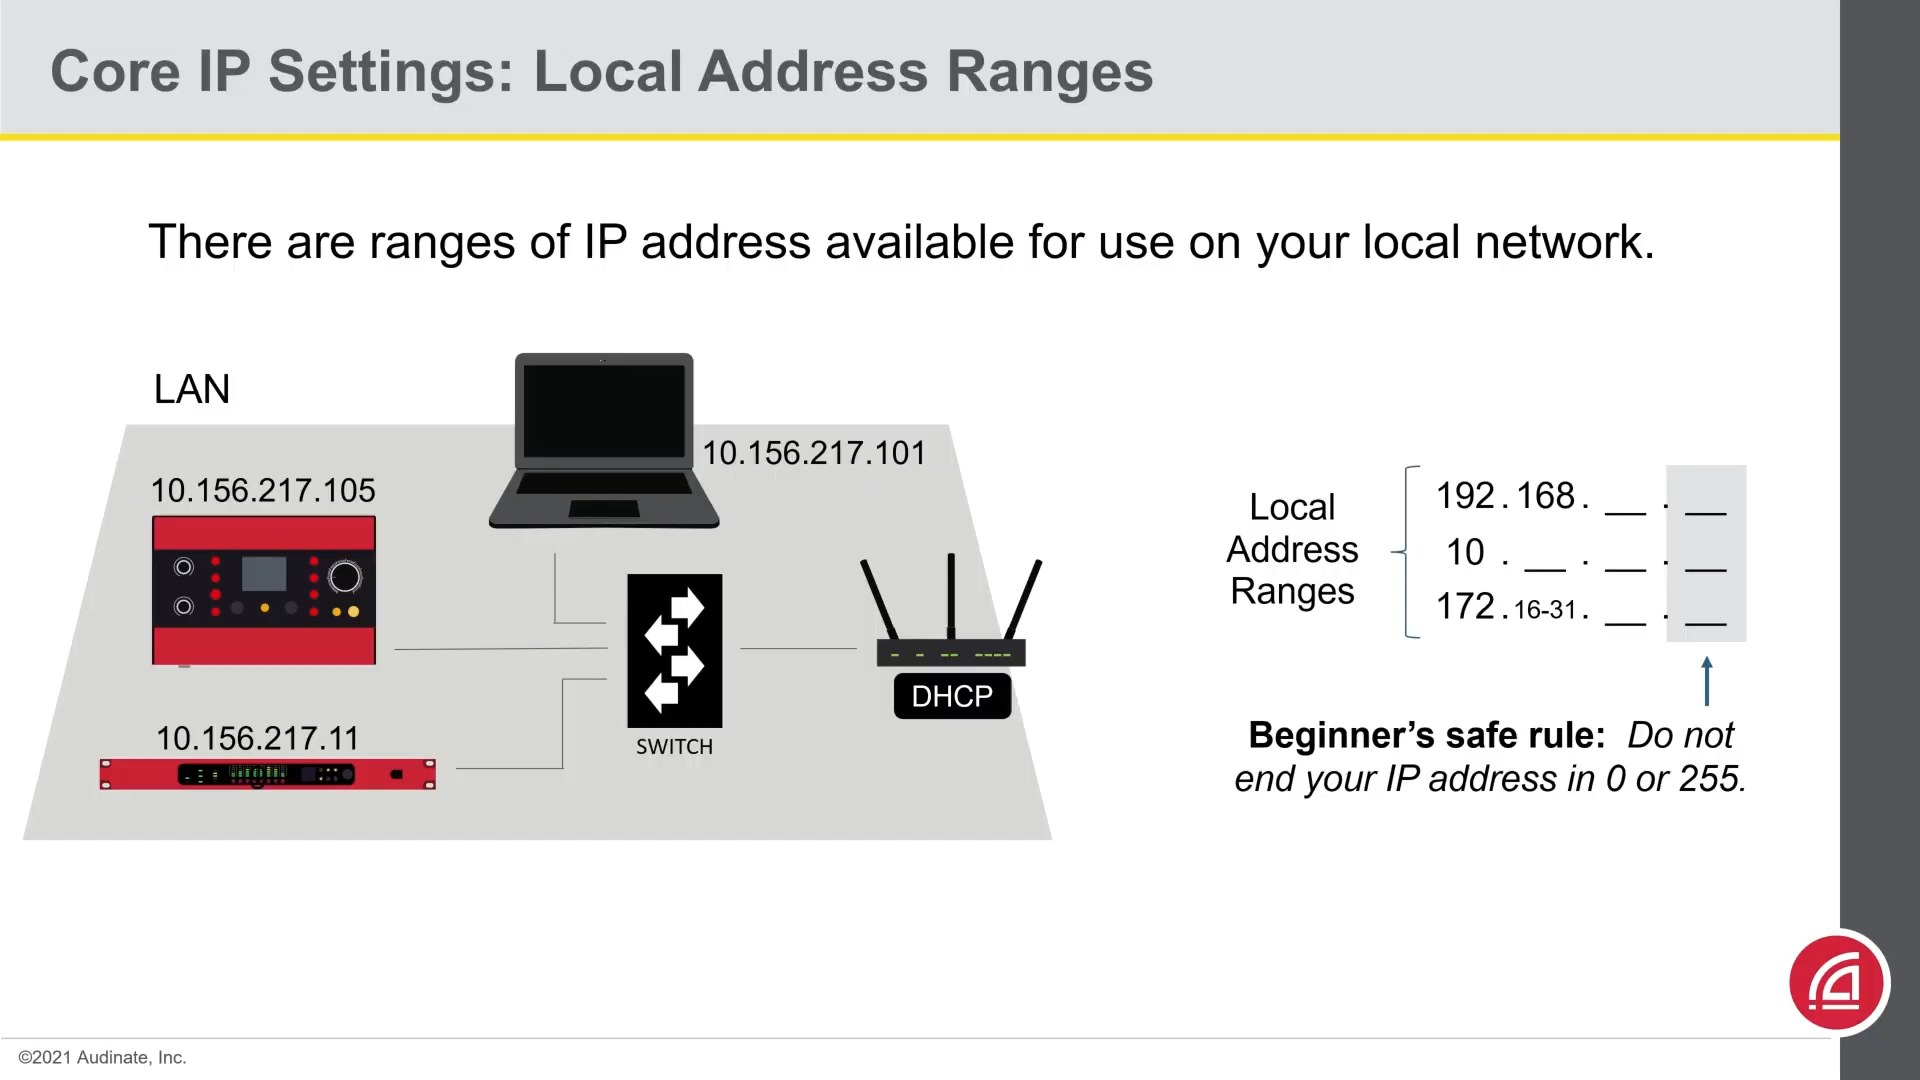 Core IP Settings: Local Address Ranges
There are ranges of IP address available for use on your local network.
LAN
10.156.217.101
10.156.217.105
10.156.217.11
SWITCH
DHCP
Local
Address
Ranges
192.168. __ . __
10 . __ . __ . __
172.16-31. __ . __
Beginner’s safe rule: Do not
end your IP address in 0 or 255.
©2021 Audinate, Inc.